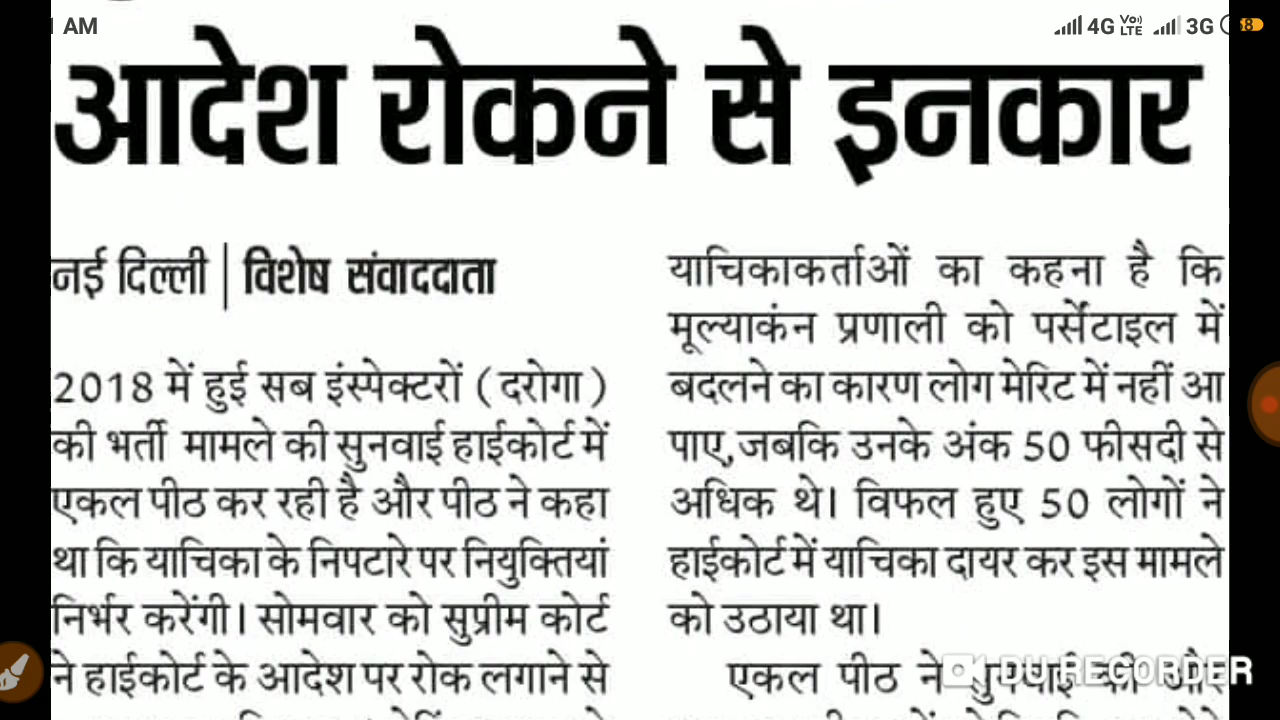 AM
4G VoLTE 3G
आदेश रोकने से इनकार
नई दिल्ली | विशेष संवाददाता
2018 में हुई सब इंस्पेक्टरों (दरोगा)
की भर्ती मामले की सुनवाई हाईकोर्ट में
एकल पीठ कर रही है और पीठ ने कहा
था कि याचिका के निपटारे पर नियुक्तियां
निर्भर करेंगी। सोमवार को सुप्रीम कोर्ट
ने हाईकोर्ट के आदेश पर रोक लगाने से
याचिकाकर्ताओं का कहना है कि
मूल्याकंन प्रणाली को पर्सेंटाइल में
बदलने का कारण लोग मेरिट में नहीं आ
पाए,जबकि उनके अंक 50 फीसदी से
अधिक थे। विफल हुए 50 लोगों ने
हाईकोर्ट में याचिका दायर कर इस मामले
को उठाया था।
एकल पीठ ने की और
DU RECORDER